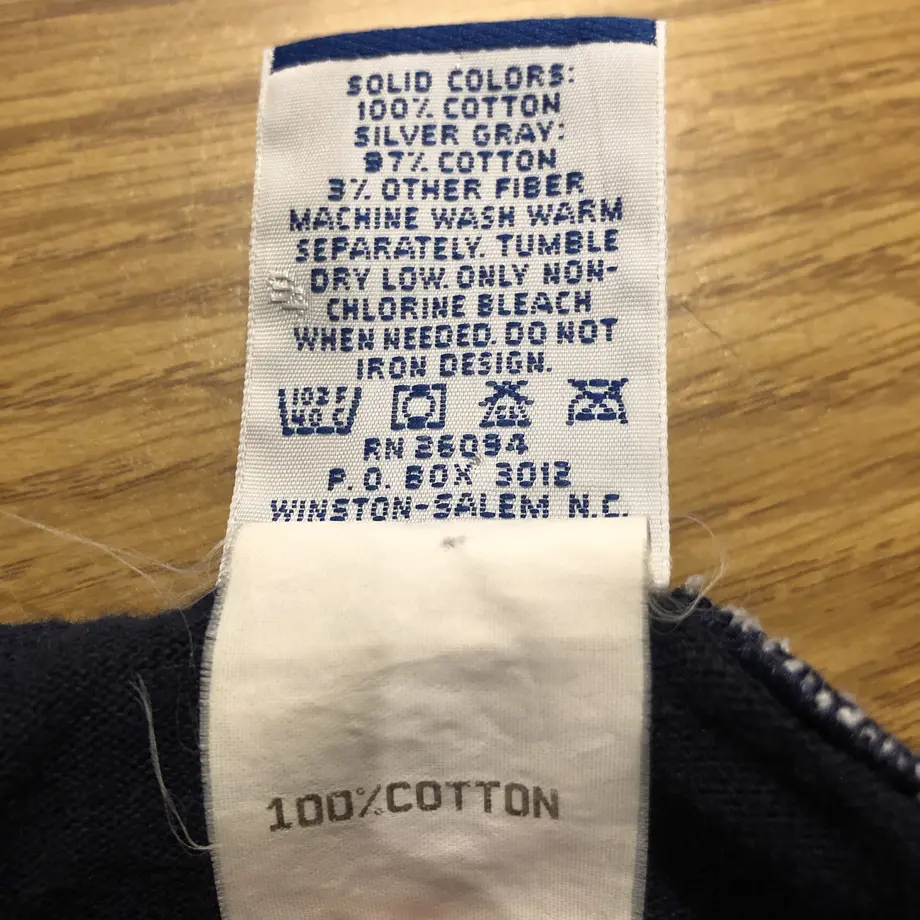 SOLID COLORS:
100% COTTON
SILVER GRAY:
97% COTTON
3% OTHER FIBER
MACHINE WASH WARM
SEPARATELY. TUMBLE
DRY LOW. ONLY NON-
CHLORINE BLEACH
WHEN NEEDED. DO NOT
IRON DESIGN.
RN 26094
P.O. BOX 3012
WINSTON-SALEM N.C.
100%COTTON